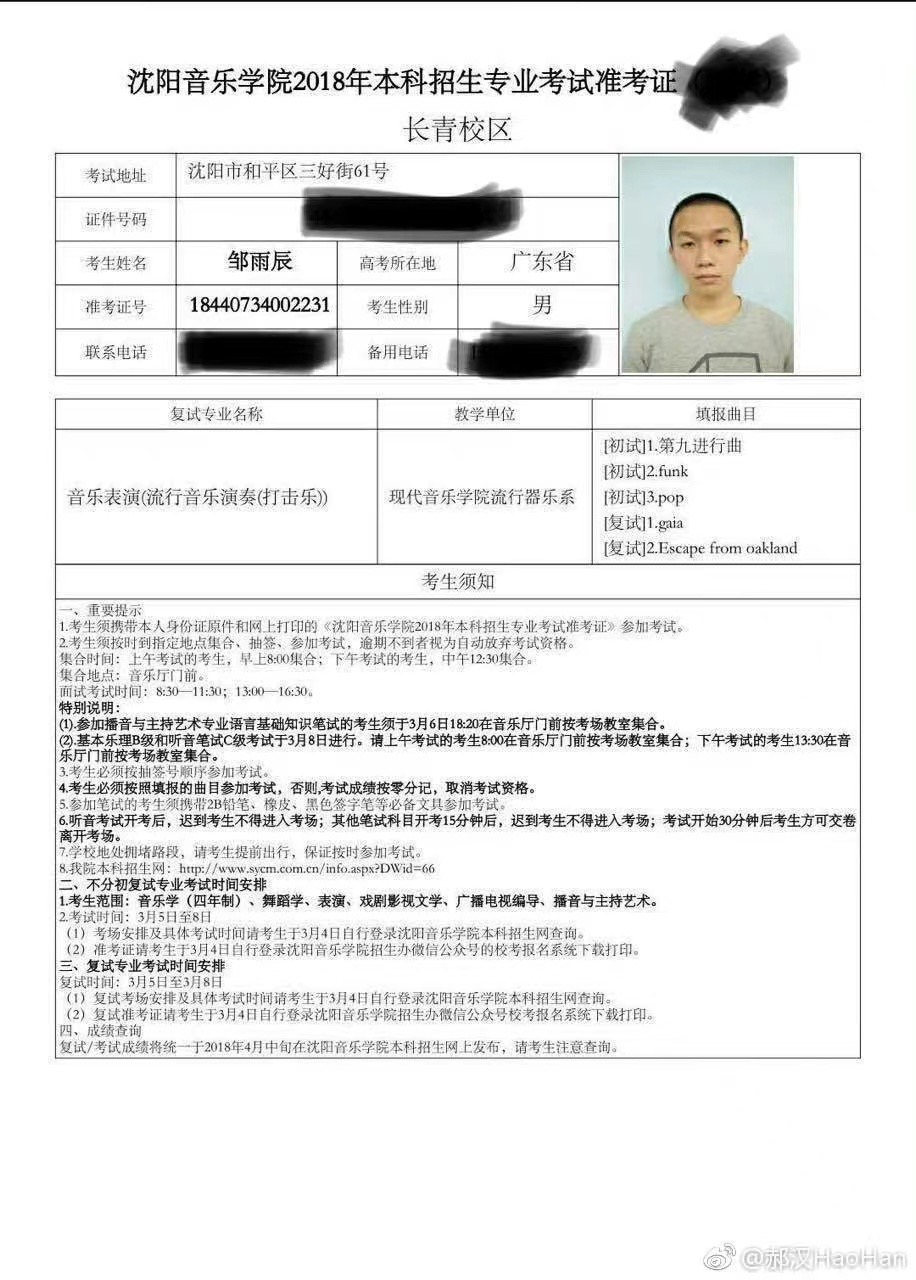 沈阳音乐学院2018年本科招生专业考试准考证（
长青校区
考试地址 沈阳市和平区三好街61号
证件号码
考生姓名 邹雨辰 高考所在地 广东省
准考证号 18440734002231 考生性别 男
联系电话 备用电话
复试专业名称 教学单位 填报曲目
音乐表演(流行音乐演奏(打击乐)) 现代音乐学院流行器乐系
[初试]1.第九进行曲
[初试]2.funk
[初试]3.pop
[复试]1.gaia
[复试]2.Escape from oakland
考生须知
一、重要提示
1.考生须携带本人身份证原件和网上打印的《沈阳音乐学院2018年本科招生专业考试准考证》参加考试。
2.考生须按时到指定地点集合、抽签、参加考试，逾期不到者视为自动放弃考试资格。
集合时间：上午考试的考生，早上8:00集合；下午考试的考生，中午12:30集合。
集合地点：音乐厅门前。
面试考试时间：8:30—11:30；13:00—16:30。
特别说明：
(1).参加播音与主持艺术专业语言基础知识笔试的考生须于3月6日18:20在音乐厅门前按考场教室集合。
(2).基本乐理B级和听音笔试C级考试于3月8日进行。请上午考试的考生8:00在音乐厅门前按考场教室集合；下午考试的考生13:30在音
乐厅门前按考场教室集合。
3.考生必须按抽签号顺序参加考试。
4.考生必须按照填报的曲目参加考试，否则,考试成绩按零分记，取消考试资格。
5.参加笔试的考生须携带2B铅笔、橡皮、黑色签字笔等必备文具参加考试。
6.听音考试开考后，迟到考生不得进入考场；其他笔试科目开考15分钟后，迟到考生不得进入考场；考试开始30分钟后考生方可交卷
离开考场。
7.学校地处拥堵路段，请考生提前出行，保证按时参加考试。
8.我院本科招生网：http://www.sycm.com.cn/info.aspx?DWid=66
二、不分初复试专业考试时间安排
1.考生范围：音乐学（四年制）、舞蹈学、表演、戏剧影视文学、广播电视编导、播音与主持艺术。
2.考试时间：3月5日至8日
（1）考场安排及具体考试时间请考生于3月4日自行登录沈阳音乐学院本科招生网查询。
（2）准考证请考生于3月4日自行登录沈阳音乐学院招生办微信公众号的校考报名系统下载打印。
三、复试专业考试时间安排
复试时间：3月5日至3月8日
（1）复试考场安排及具体考试时间请考生于3月4日自行登录沈阳音乐学院本科招生网查询。
（2）复试准考证请考生于3月4日自行登录沈阳音乐学院招生办微信公众号校考报名系统下载打印。
四、成绩查询
复试/考试成绩将统一于2018年4月中旬在沈阳音乐学院本科招生网上发布，请考生注意查询。
@郝汉HaoHan